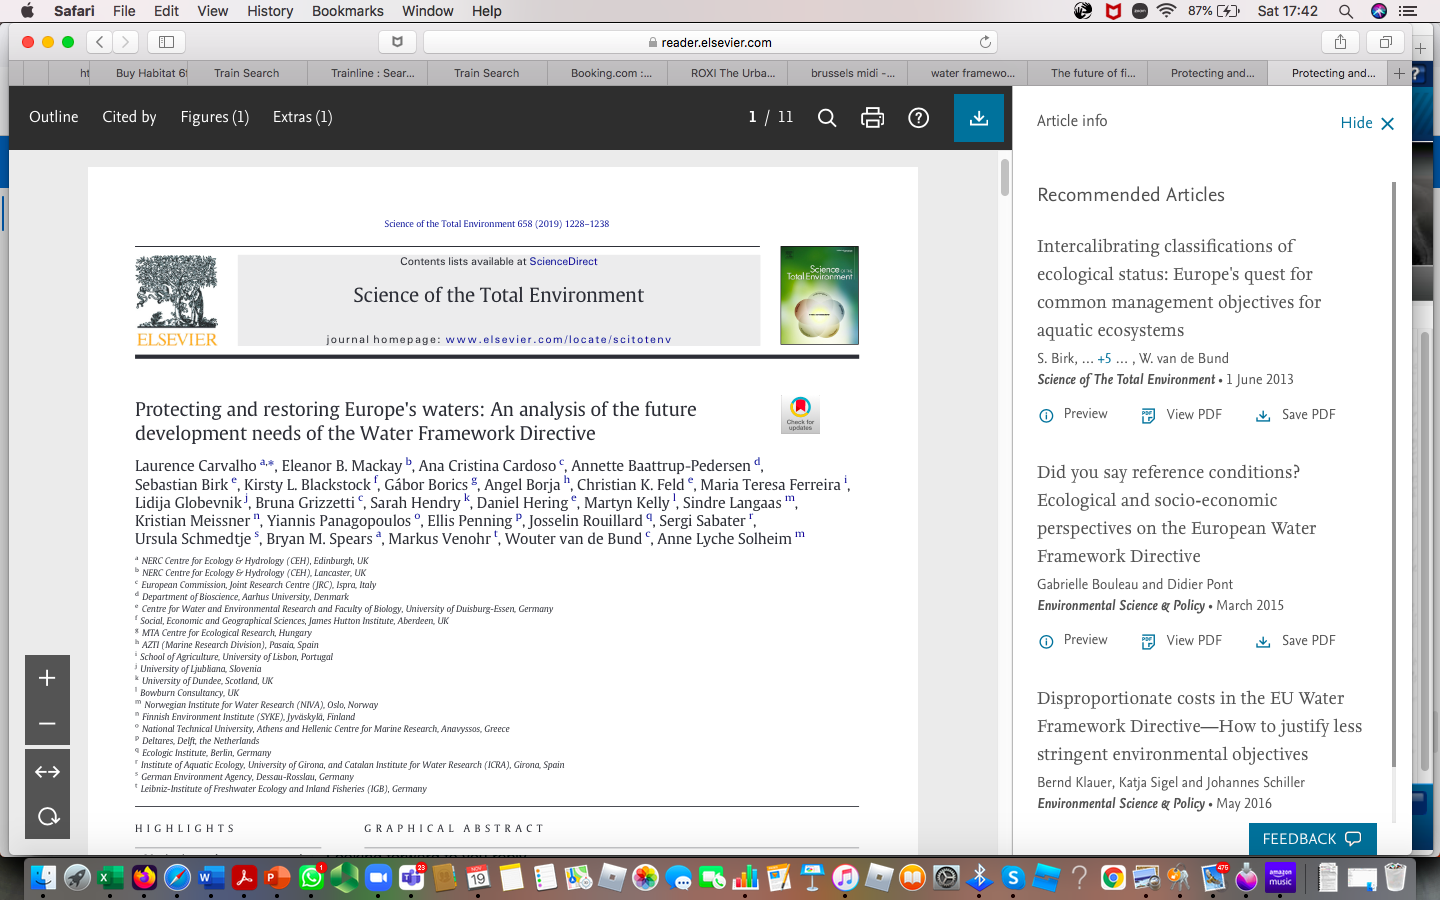 Safari File Edit View History Bookmarks Window Help
87% Sat 17:42
reader.elsevier.com
ht
Buy Habitat 6f
Train Search
Trainline : Sear...
Train Search
Booking.com :...
ROXI The Urba...
brussels midi -...
water framewo...
The future of fi...
Protecting and...
Protecting and...
Outline Cited by Figures (1) Extras (1)
1 / 11
Science of the Total Environment 658 (2019) 1228–1238
Contents lists available at ScienceDirect
Science of the Total Environment
journal homepage: www.elsevier.com/locate/scitotenv
ELSEVIER
Science OF THE
Total Environment
Protecting and restoring Europe's waters: An analysis of the future
development needs of the Water Framework Directive
Check for
updates
Laurence Carvalho a,*, Eleanor B. Mackay b, Ana Cristina Cardoso c, Annette Baattrup-Pedersen d,
Sebastian Birk e, Kirsty L. Blackstock f, Gábor Borics g, Angel Borja h, Christian K. Feld e, Maria Teresa Ferreira i,
Lidija Globevnik j, Bruna Grizzetti c, Sarah Hendry k, Daniel Hering e, Martyn Kelly l, Sindre Langaas m,
Kristian Meissner n, Yiannis Panagopoulos o, Ellis Penning p, Josselin Rouillard q, Sergi Sabater r,
Ursula Schmedtje s, Bryan M. Spears a, Markus Venohr t, Wouter van de Bund c, Anne Lyche Solheim m
a NERC Centre for Ecology & Hydrology (CEH), Edinburgh, UK
b NERC Centre for Ecology & Hydrology (CEH), Lancaster, UK
c European Commission, Joint Research Centre (JRC), Ispra, Italy
d Department of Bioscience, Aarhus University, Denmark
e Centre for Water and Environmental Research and Faculty of Biology, University of Duisburg-Essen, Germany
f Social, Economic and Geographical Sciences, James Hutton Institute, Aberdeen, UK
g MTA Centre for Ecological Research, Hungary
h AZTI (Marine Research Division), Pasaia, Spain
i School of Agriculture, University of Lisbon, Portugal
j University of Ljubliana, Slovenia
k University of Dundee, Scotland, UK
l Bowburn Consultancy, UK
m Norwegian Institute for Water Research (NIVA), Oslo, Norway
n Finnish Environment Institute (SYKE), Jyväskylä, Finland
o National Technical University, Athens and Hellenic Centre for Marine Research, Anavyssos, Greece
p Deltares, Delft, the Netherlands
q Ecologic Institute, Berlin, Germany
r Institute of Aquatic Ecology, University of Girona, and Catalan Institute for Water Research (ICRA), Girona, Spain
s German Environment Agency, Dessau-Rosslau, Germany
t Leibniz-Institute of Freshwater Ecology and Inland Fisheries (IGB), Germany
HIGHLIGHTS
GRAPHICAL ABSTRACT
Article info
Hide
Recommended Articles
Intercalibrating classifications of
ecological status: Europe's quest for
common management objectives for
aquatic ecosystems
S. Birk, ... +5 ... , W. van de Bund
Science of The Total Environment • 1 June 2013
Preview View PDF Save PDF
Did you say reference conditions?
Ecological and socio-economic
perspectives on the European Water
Framework Directive
Gabrielle Bouleau and Didier Pont
Environmental Science & Policy • March 2015
Preview View PDF Save PDF
Disproportionate costs in the EU Water
Framework Directive—How to justify less
stringent environmental objectives
Bernd Klauer, Katja Sigel and Johannes Schiller
Environmental Science & Policy • May 2016
FEEDBACK
1
23
NOV
19
475
amazon
music